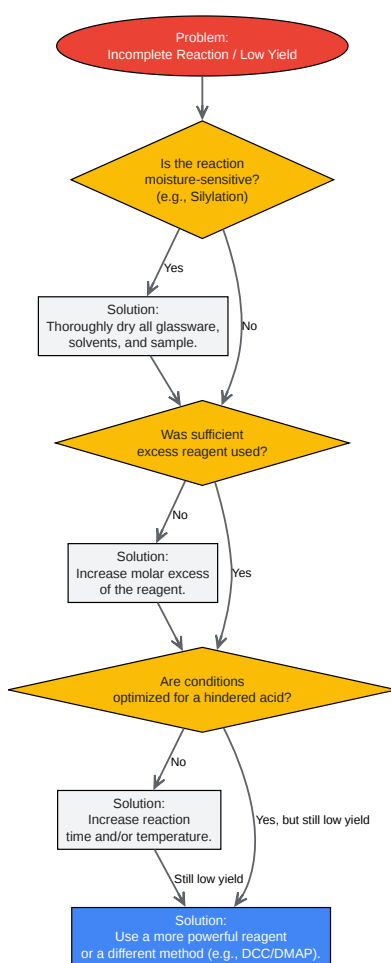 Problem:
Incomplete Reaction / Low Yield
Is the reaction
moisture-sensitive?
(e.g., Silylation)
Yes
Solution:
Thoroughly dry all glassware,
solvents, and sample.
No
Was sufficient
excess reagent used?
No
Solution:
Increase molar excess
of the reagent.
Yes
Are conditions
optimized for a hindered acid?
No
Solution:
Increase reaction
time and/or temperature.
Yes, but still low yield
Still low yield
Solution:
Use a more powerful reagent
or a different method (e.g., DCC/DMAP).